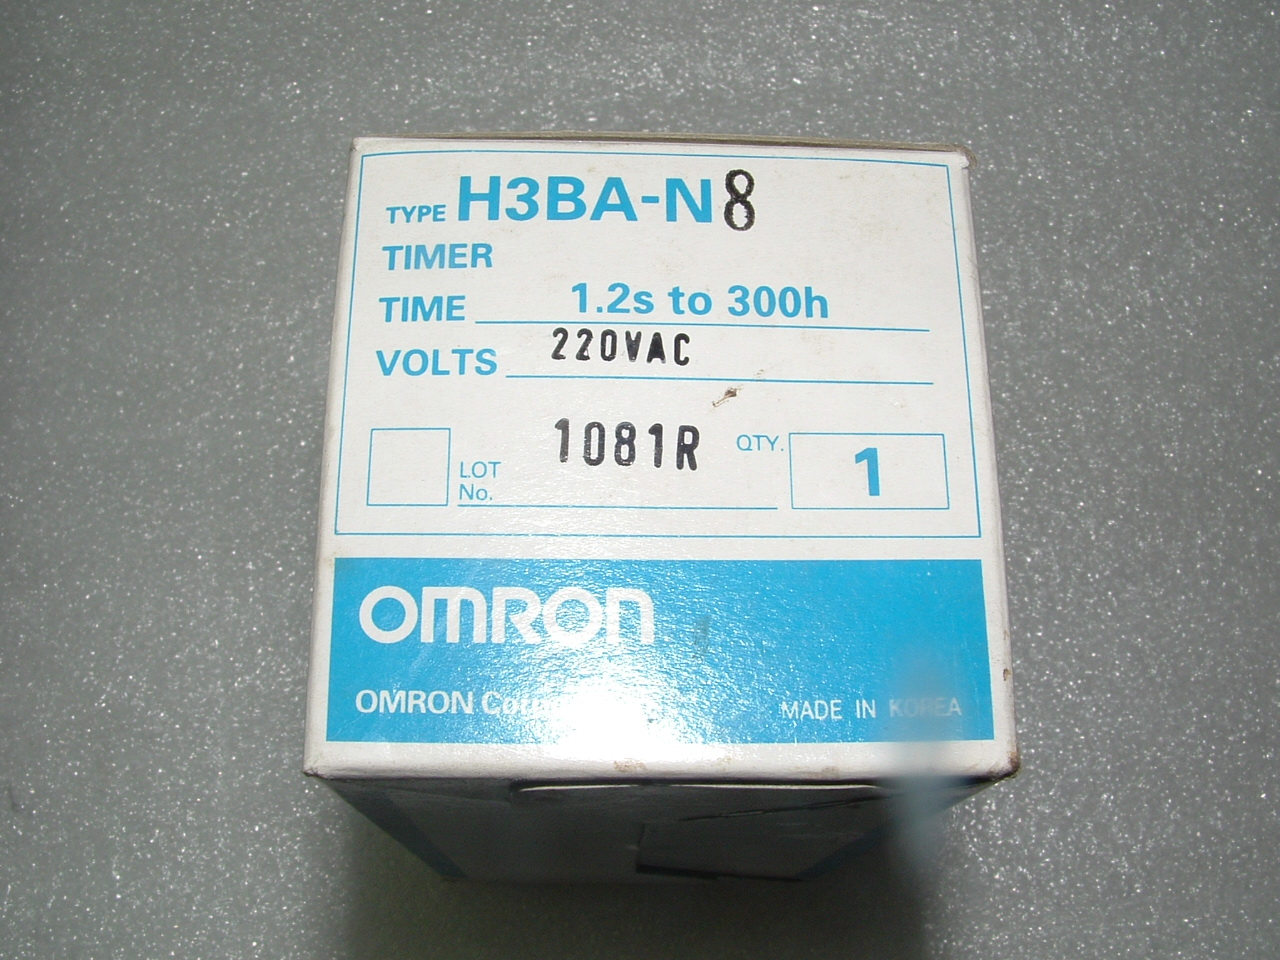 TYPE H3BA-N8
TIMER
TIME 1.2s to 300h
VOLTS 220VAC
LOT No. 1081R QTY. 1
OMRON
OMRON
MADE IN KOREA